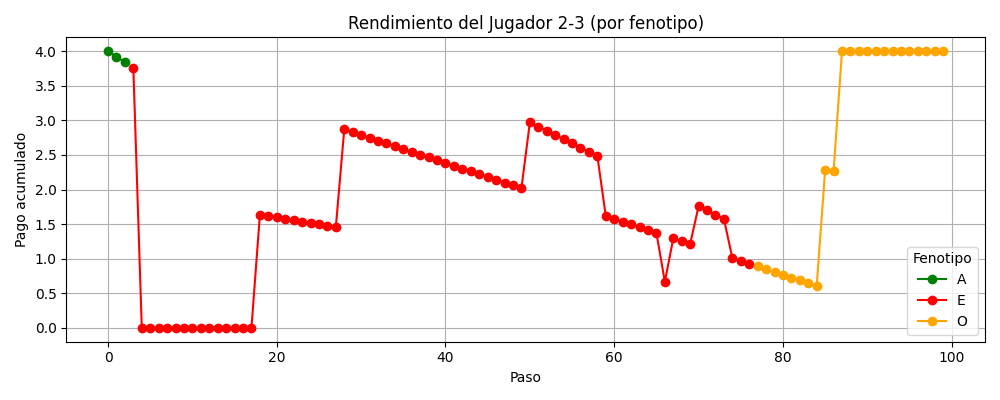 Rendimiento del Jugador 2-3 (por fenotipo)
Pago acumulado
4.0
3.5
3.0
2.5
2.0
1.5
1.0
0.5
0.0
Fenotipo
A
E
O
0 20 40 60 80 100
Paso